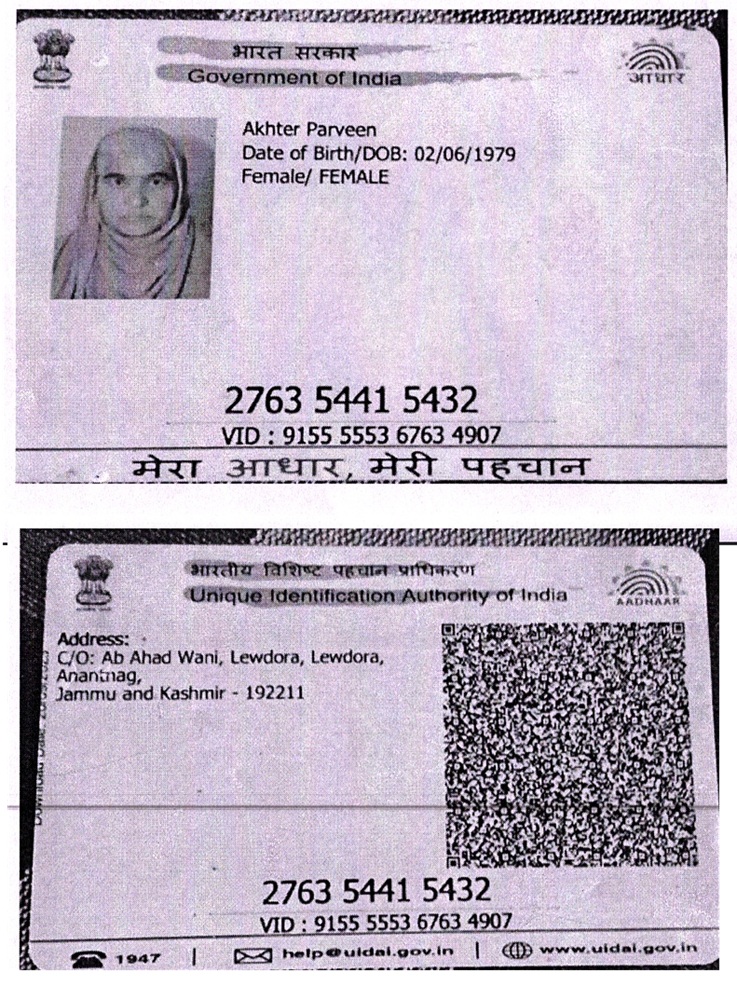 भारत सरकार
Government of India
आधार
Akhter Parveen
Date of Birth/DOB: 02/06/1979
Female/ FEMALE
2763 5441 5432
VID : 9155 5553 6763 4907
मेरा आधार, मेरी पहचान
भारतीय विशिष्ट पहचान प्राधिकरण
Unique Identification Authority of India
AADHAAR
Address:
C/O: Ab Ahad Wani, Lewdora, Lewdora,
Anantnag,
Jammu and Kashmir - 192211
Download Date:
2763 5441 5432
VID : 9155 5553 6763 4907
1947 | help@uidai.gov.in | www.uidai.gov.in